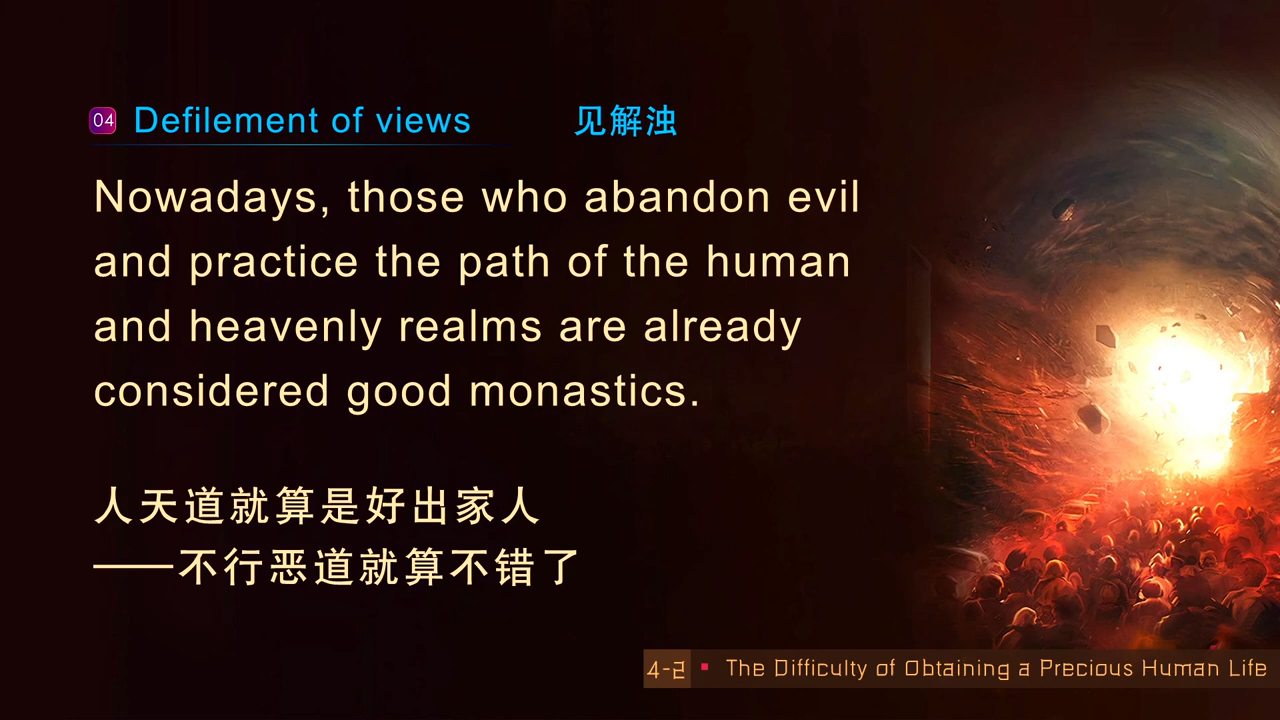 04 Defilement of views 见解浊
Nowadays, those who abandon evil
and practice the path of the human
and heavenly realms are already
considered good monastics.
人天道就算是好出家人
——不行恶道就算不错了
4-2 The Difficulty of Obtaining a Precious Human Life